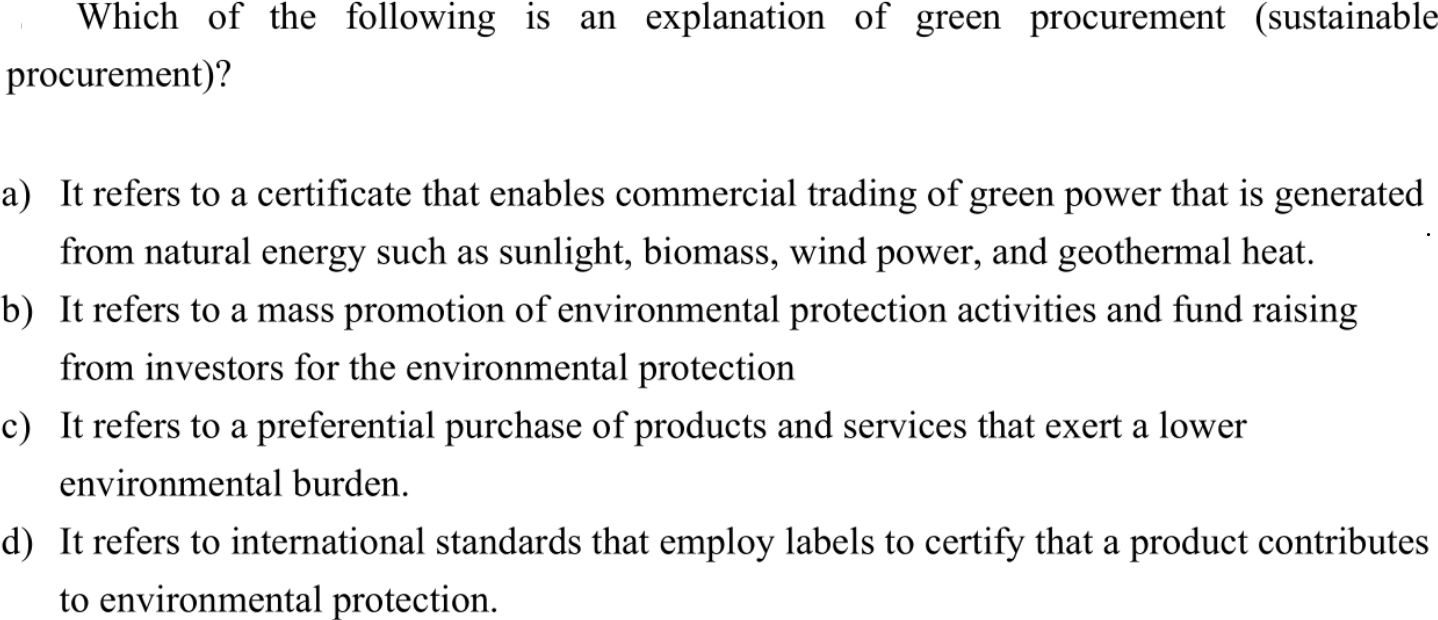 Which of the following is an explanation of green procurement (sustainable
procurement)?
a) It refers to a certificate that enables commercial trading of green power that is generated
from natural energy such as sunlight, biomass, wind power, and geothermal heat.
b) It refers to a mass promotion of environmental protection activities and fund raising
from investors for the environmental protection
c) It refers to a preferential purchase of products and services that exert a lower
environmental burden.
d) It refers to international standards that employ labels to certify that a product contributes
to environmental protection.